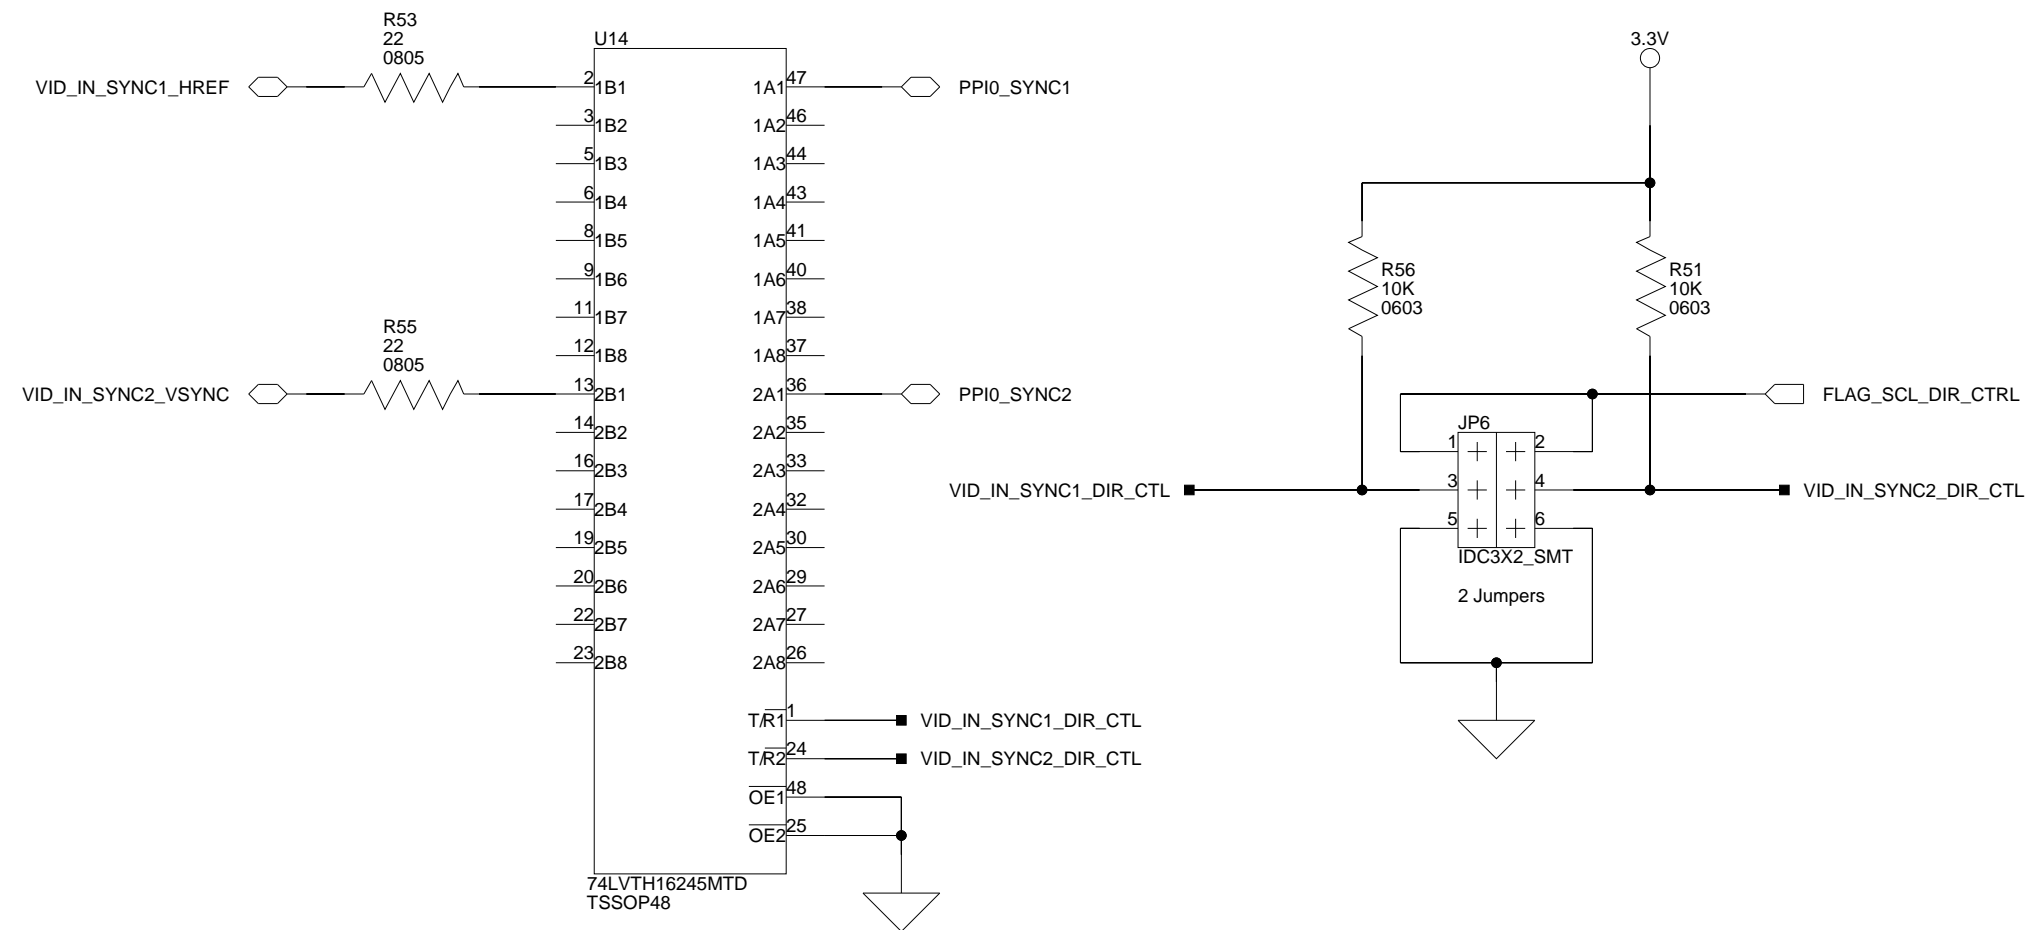 R53
22
0805
VID_IN_SYNC1_HREF
U14
2 1B1 1A1 47 PPI0_SYNC1
3 1B2 1A2 46
5 1B3 1A3 44
6 1B4 1A4 43
8 1B5 1A5 41
9 1B6 1A6 40
11 1B7 1A7 38
12 1B8 1A8 37
R55
22
0805
VID_IN_SYNC2_VSYNC
13 2B1 2A1 36 PPI0_SYNC2
14 2B2 2A2 35
16 2B3 2A3 33
17 2B4 2A4 32
19 2B5 2A5 30
20 2B6 2A6 29
22 2B7 2A7 27
23 2B8 2A8 26
T/R1 1 VID_IN_SYNC1_DIR_CTL
T/R2 24 VID_IN_SYNC2_DIR_CTL
OE1 48
OE2 25
74LVTH16245MTD
TSSOP48
3.3V
R56
10K
0603
R51
10K
0603
FLAG_SCL_DIR_CTRL
JP6
1 2
VID_IN_SYNC1_DIR_CTL 3 4 VID_IN_SYNC2_DIR_CTL
5 6
IDC3X2_SMT
2 Jumpers